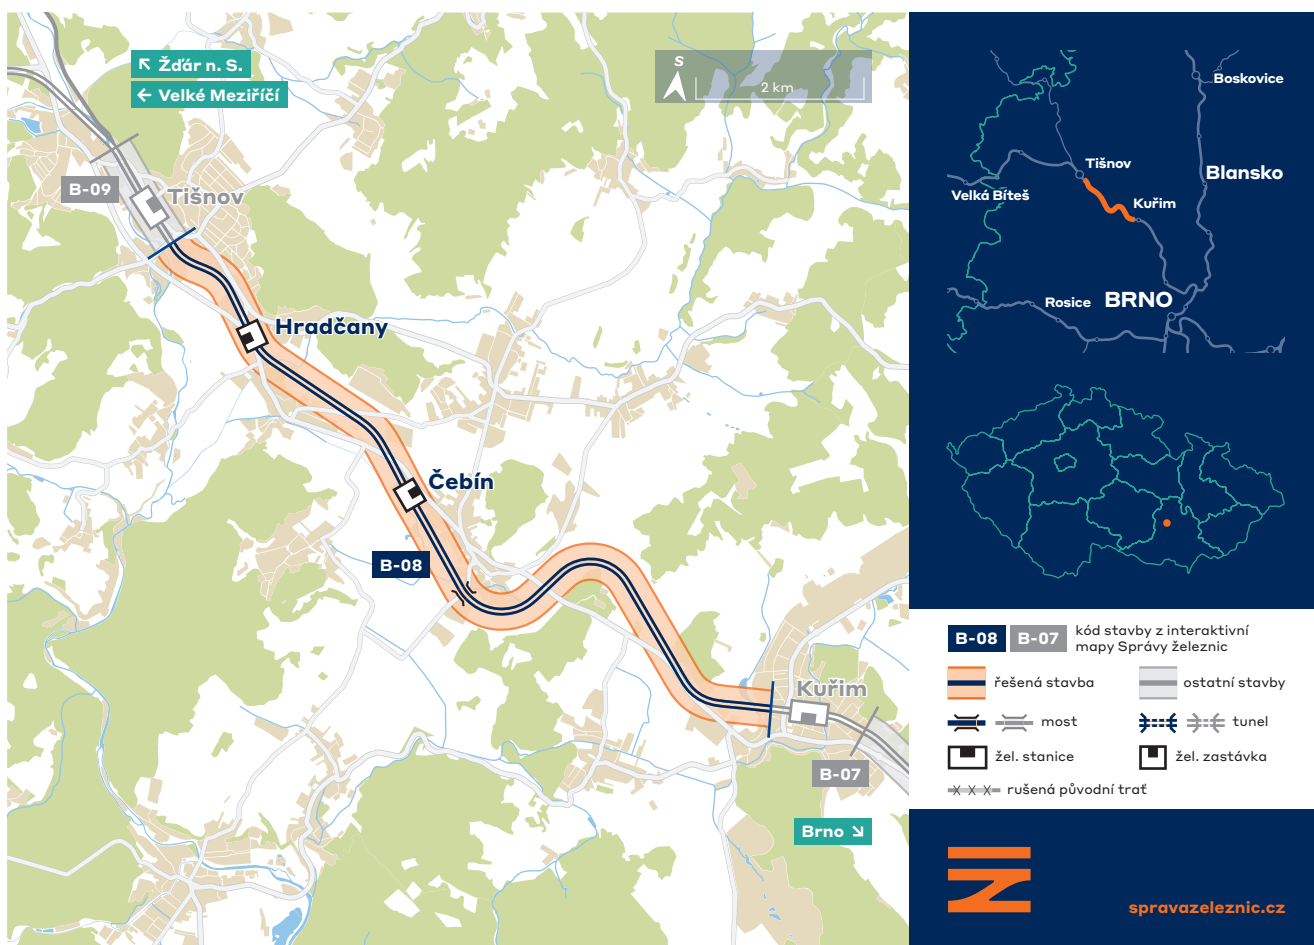 Žďár n. S.
Velké Meziříčí
S
2 km
B-09
Tišnov
Hradčany
Čebín
B-08
Kuřim
B-07
Brno
Boskovice
Tišnov
Blansko
Velká Bíteš
Kuřim
Rosice
BRNO
B-08 B-07 kód stavby z interaktivní
mapy Správy železnic
řešená stavba
ostatní stavby
most
tunel
žel. stanice
žel. zastávka
rušená původní trať
spravazeleznic.cz